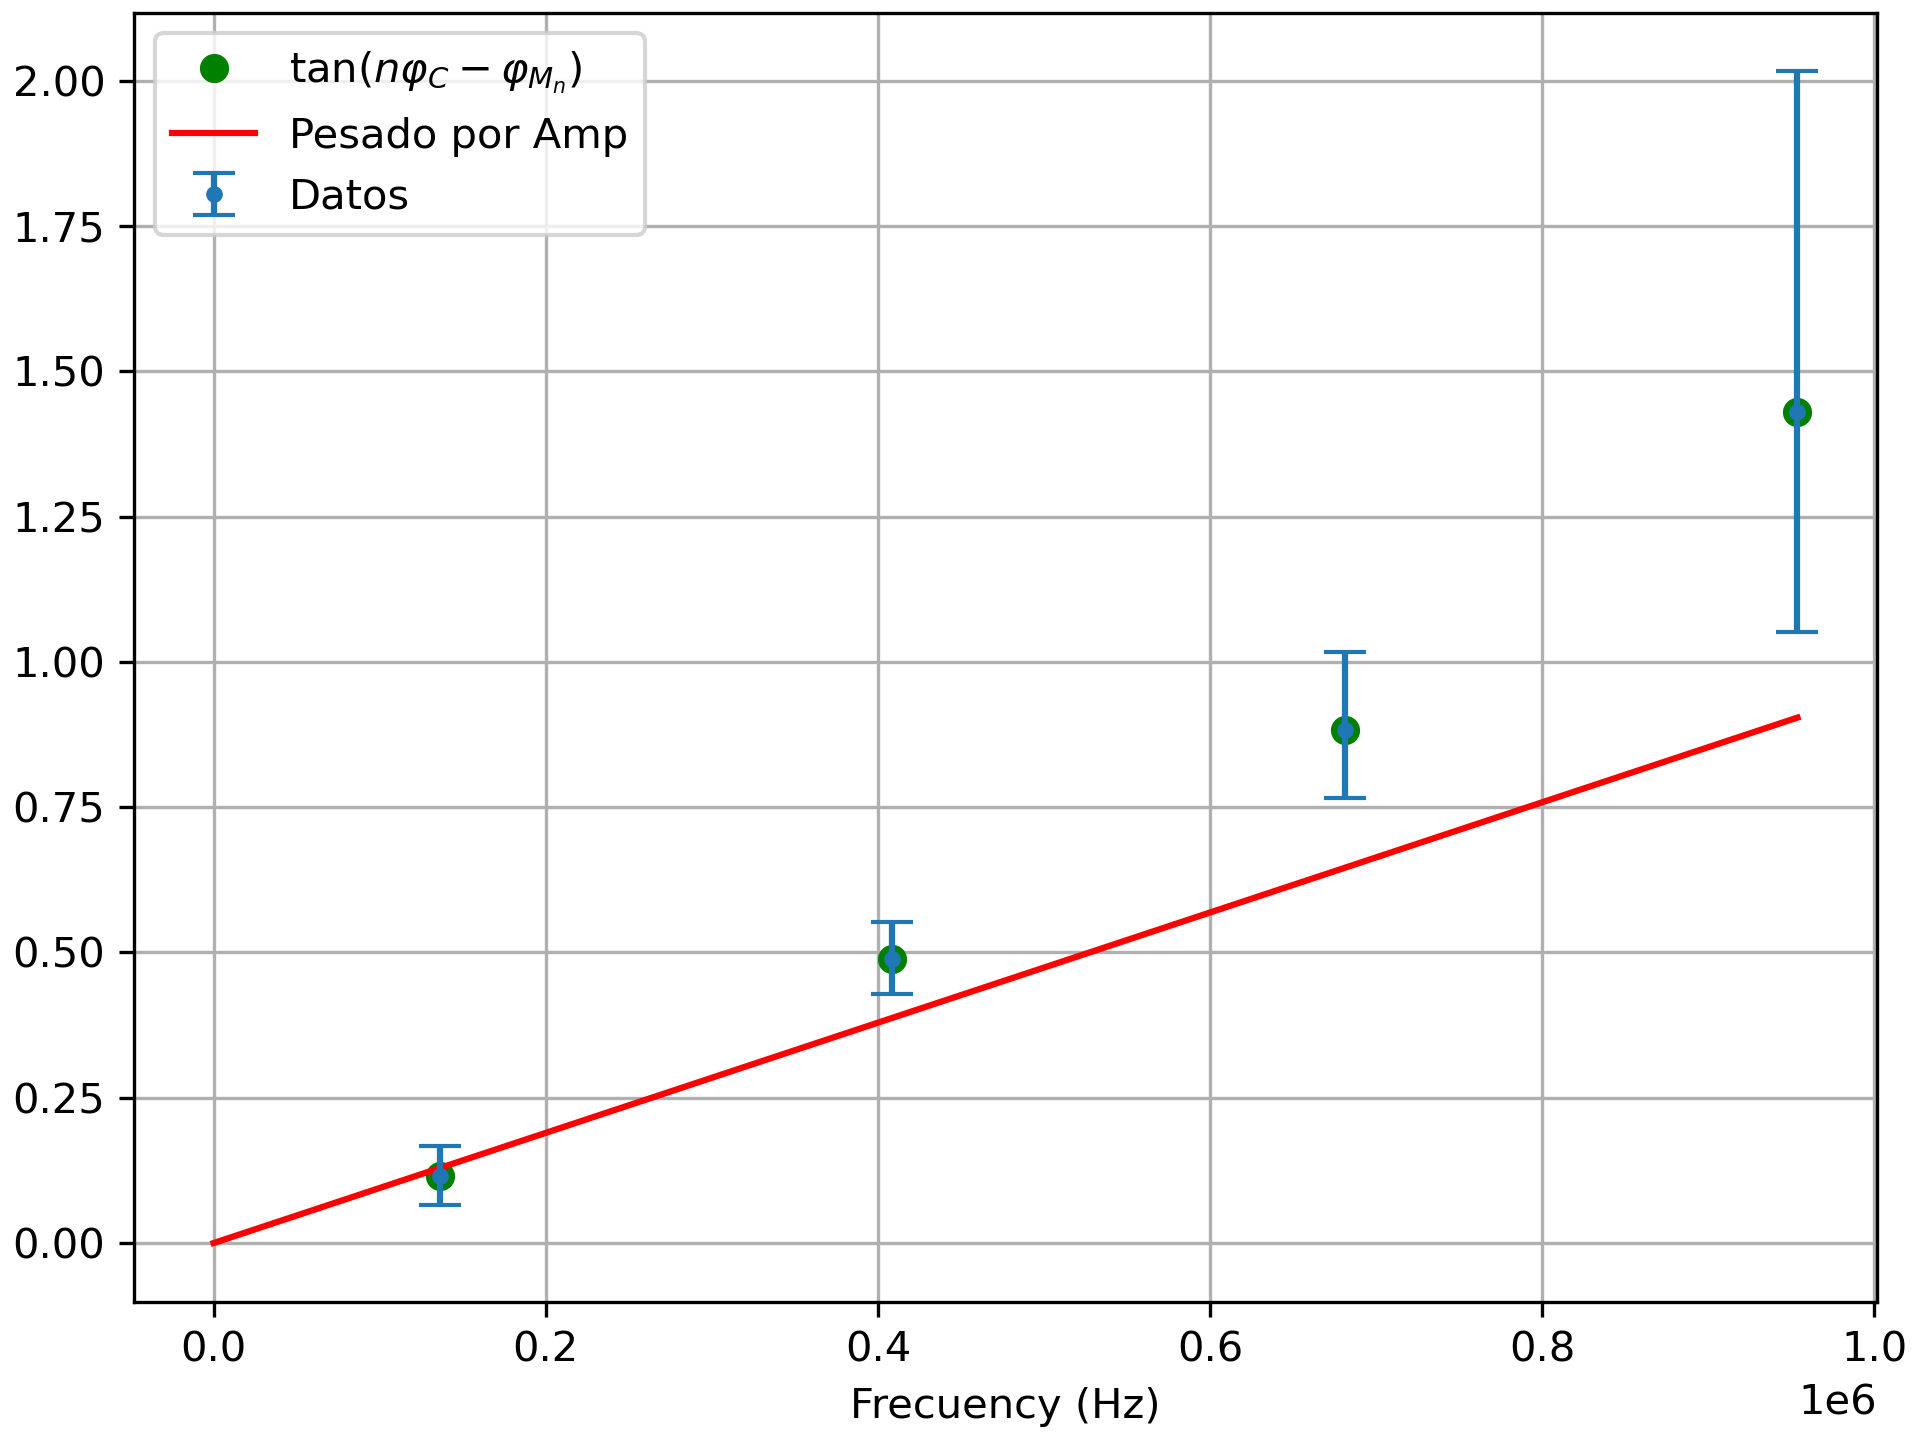 tan(nφ_C − φ_{M_n})
Pesado por Amp
Datos
2.00
1.75
1.50
1.25
1.00
0.75
0.50
0.25
0.00
0.0 0.2 0.4 0.6 0.8 1.0
1e6
Frecuency (Hz)